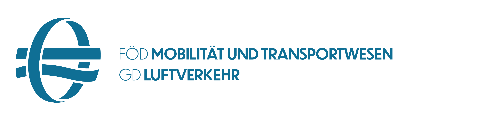 FÖD MOBILITÄT UND TRANSPORTWESEN
GD LUFTVERKEHR